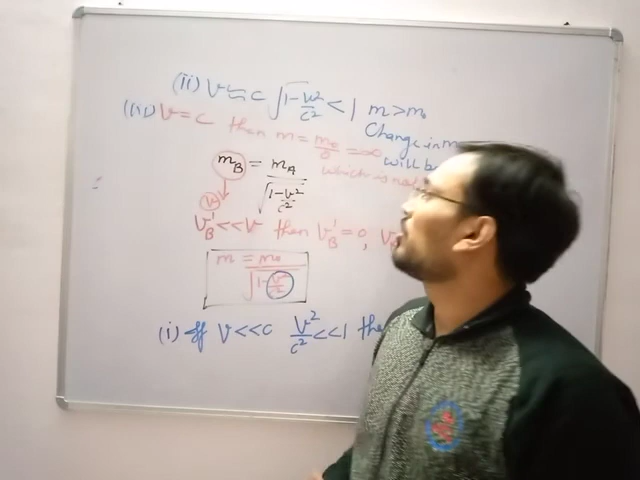 (ii) V ≈ c √1-v²/c² < 1 m > m₀
(iii) V = c then m = m₀/0 = ∞ Change in m
which is not will be
m_B = m_A / √1-v²/c²
V'_B << V then V'_B = 0, V
m = m₀ / √1-v²/c²
(i) If V << c V²/c² << 1 the